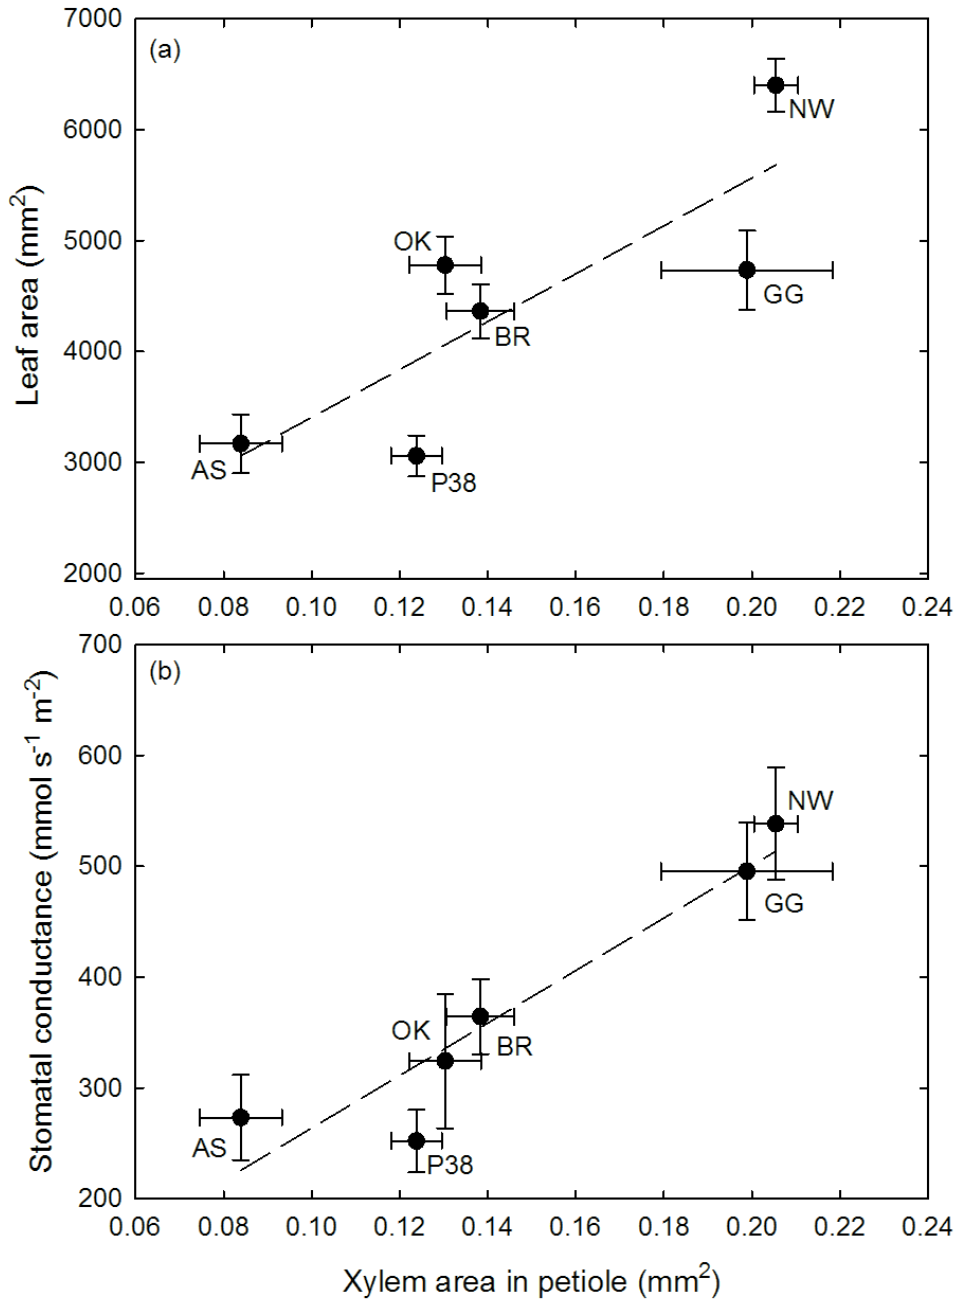 7000
(a)
6000
NW
5000
OK
GG
Leaf area (mm²)
BR
4000
3000
AS
P38
2000
0.06 0.08 0.10 0.12 0.14 0.16 0.18 0.20 0.22 0.24
700
(b)
600
NW
500
GG
Stomatal conductance (mmol s⁻¹ m⁻²)
400
OK
BR
300
AS
P38
200
0.06 0.08 0.10 0.12 0.14 0.16 0.18 0.20 0.22 0.24
Xylem area in petiole (mm²)